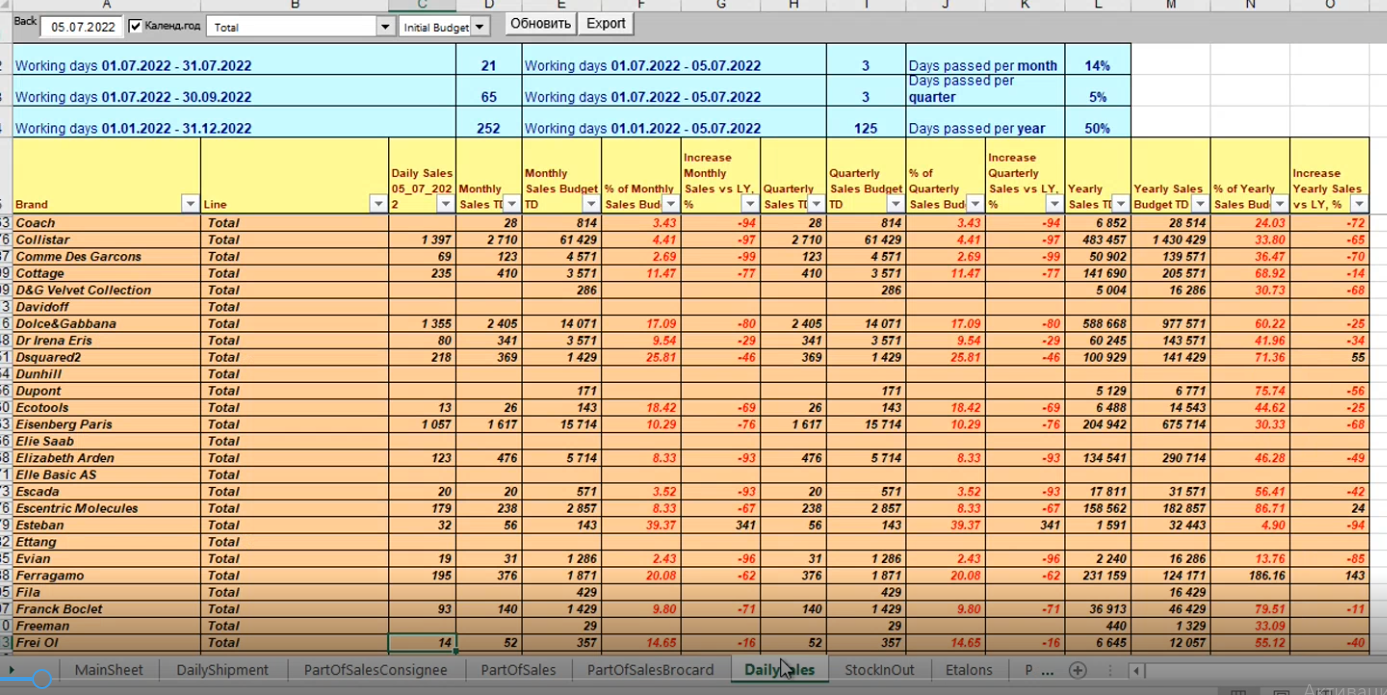 A B C D E F G H I J K L M N O
Back 05.07.2022 Календ.год Total Initial Budget Обновить Export
Working days 01.07.2022 - 31.07.2022 21 Working days 01.07.2022 - 05.07.2022 3 Days passed per month 14%
Working days 01.07.2022 - 30.09.2022 65 Working days 01.07.2022 - 05.07.2022 3 Days passed per quarter 5%
Working days 01.01.2022 - 31.12.2022 252 Working days 01.01.2022 - 05.07.2022 125 Days passed per year 50%
Brand Line Daily Sales 05_07_2022 Monthly Sales TD Monthly Sales Budget TD % of Monthly Sales Bud Increase Monthly Sales vs LY, % Quarterly Sales TD Quarterly Sales Budget TD % of Quarterly Sales Bud Increase Quarterly Sales vs LY, % Yearly Sales TD Yearly Sales Budget TD % of Yearly Sales Bud Increase Yearly Sales vs LY, %
Coach Total 28 814 3.43 -94 28 814 3.43 -94 6 852 28 514 24.03 -72
Collistar Total 1 397 2 710 61 429 4.41 -97 2 710 61 429 4.41 -97 483 457 1 430 429 33.80 -65
Comme Des Garcons Total 69 123 4 571 2.69 -99 123 4 571 2.69 -99 50 902 139 571 36.47 -70
Cottage Total 235 410 3 571 11.47 -77 410 3 571 11.47 -77 141 690 205 571 68.92 -14
D&G Velvet Collection Total 286 286 5 004 16 286 30.73 -68
Davidoff Total
Dolce&Gabbana Total 1 355 2 405 14 071 17.09 -80 2 405 14 071 17.09 -80 588 668 977 571 60.22 -25
Dr Irena Eris Total 80 341 3 571 9.54 -29 341 3 571 9.54 -29 60 245 143 571 41.96 -34
Dsquared2 Total 218 369 1 429 25.81 -46 369 1 429 25.81 -46 100 929 141 429 71.36 55
Dunhill Total
Dupont Total 171 171 5 129 6 771 75.74 -56
Ecotools Total 13 26 143 18.42 -69 26 143 18.42 -69 6 488 14 543 44.62 -25
Eisenberg Paris Total 1 057 1 617 15 714 10.29 -76 1 617 15 714 10.29 -76 204 942 675 714 30.33 -68
Elie Saab Total
Elizabeth Arden Total 123 476 5 714 8.33 -93 476 5 714 8.33 -93 134 541 290 714 46.28 -49
Elle Basic AS Total
Escada Total 20 20 571 3.52 -93 20 571 3.52 -93 17 811 31 571 56.41 -42
Escentric Molecules Total 179 238 2 857 8.33 -67 238 2 857 8.33 -67 158 562 182 857 86.71 24
Esteban Total 32 56 143 39.37 341 56 143 39.37 341 1 591 32 443 4.90 -94
Ettang Total
Evian Total 19 31 1 286 2.43 -96 31 1 286 2.43 -96 2 240 16 286 13.76 -85
Ferragamo Total 195 376 1 871 20.08 -62 376 1 871 20.08 -62 231 159 124 171 186.16 143
Fila Total 429 429 16 429
Franck Boclet Total 93 140 1 429 9.80 -71 140 1 429 9.80 -71 36 913 46 429 79.51 -11
Freeman Total 29 29 440 1 329 33.09
Frei Ol Total 14 52 357 14.65 -16 52 357 14.65 -16 6 645 12 057 55.12 -40
MainSheet DailyShipment PartOfSalesConsignee PartOfSales PartOfSalesBrocard DailySales StockInOut Etalons P ...